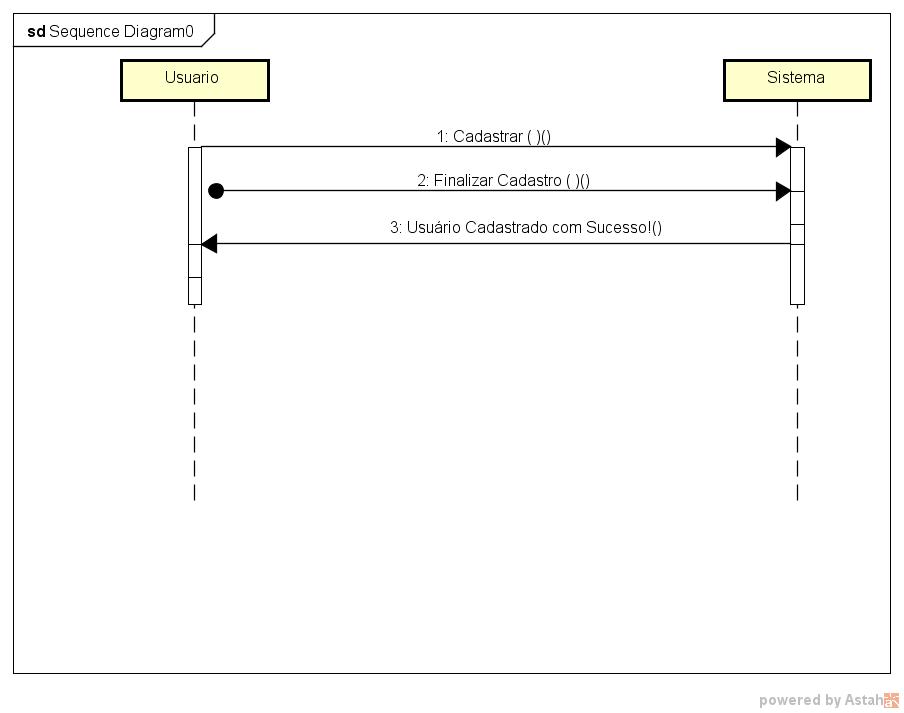 sd Sequence Diagram0
Usuario
Sistema
1: Cadastrar ( )()
2: Finalizar Cadastro ( )()
3: Usuário Cadastrado com Sucesso!()
powered by Astah